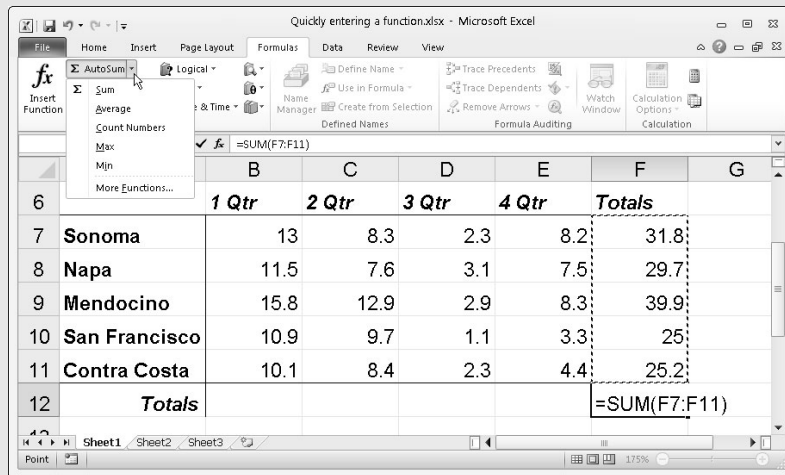 Quickly entering a function.xlsx - Microsoft Excel
File Home Insert Page Layout Formulas Data Review View
fx Insert Function
Σ AutoSum
Logical
& Time
Name Manager
Define Name
Use in Formula
Create from Selection
Defined Names
Trace Precedents
Trace Dependents
Remove Arrows
Formula Auditing
Watch Window
Calculation Options
Calculation
Σ Sum
Average
Count Numbers
Max
Min
More Functions...
fx =SUM(F7:F11)
B C D E F G
6 1 Qtr 2 Qtr 3 Qtr 4 Qtr Totals
7 Sonoma 13 8.3 2.3 8.2 31.8
8 Napa 11.5 7.6 3.1 7.5 29.7
9 Mendocino 15.8 12.9 2.9 8.3 39.9
10 San Francisco 10.9 9.7 1.1 3.3 25
11 Contra Costa 10.1 8.4 2.3 4.4 25.2
12 Totals =SUM(F7:F11)
Sheet1 Sheet2 Sheet3
Point 175%